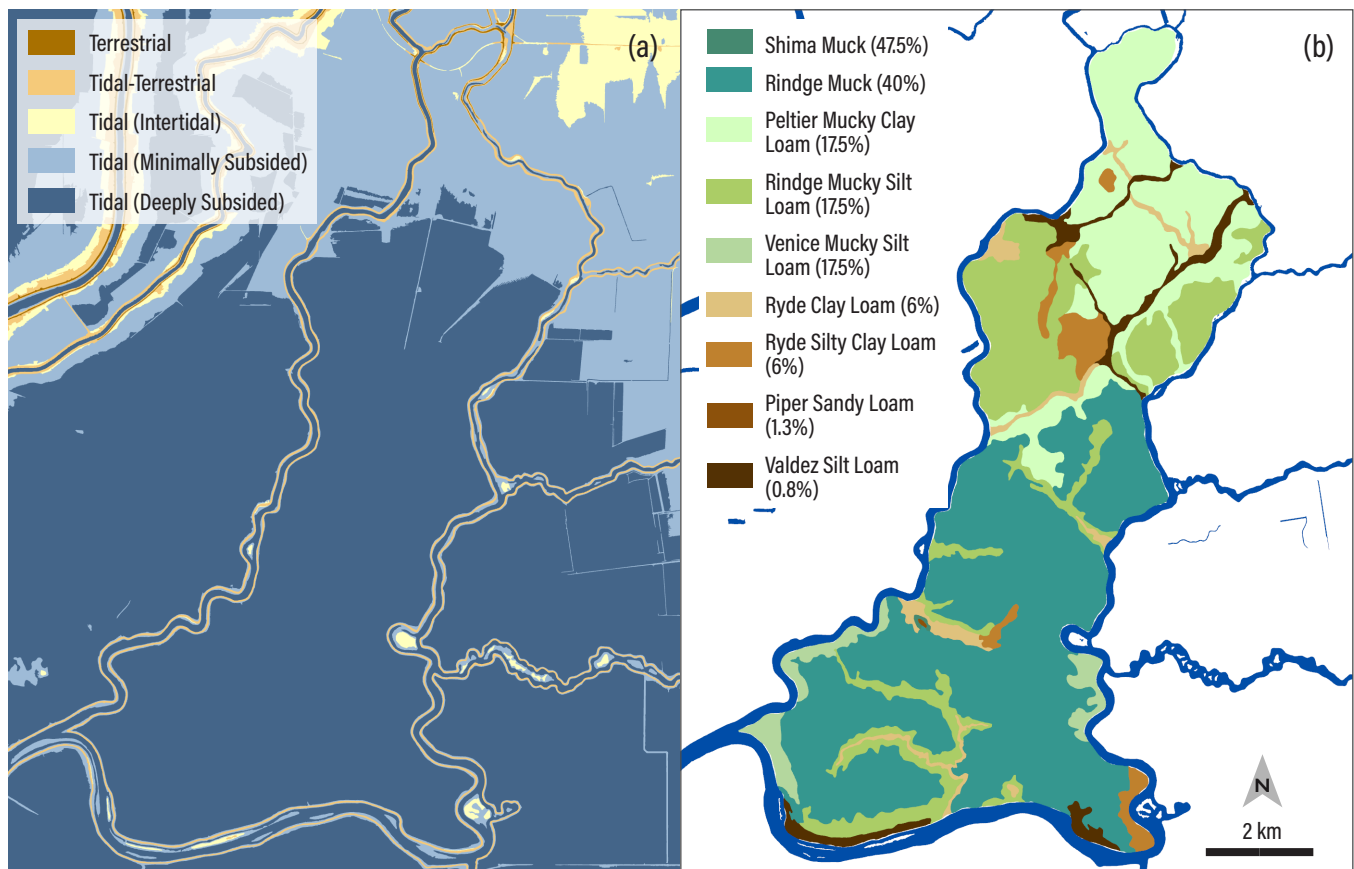 Terrestrial
Tidal-Terrestrial
Tidal (Intertidal)
Tidal (Minimally Subsided)
Tidal (Deeply Subsided)
(a)
Shima Muck (47.5%)
Rindge Muck (40%)
Peltier Mucky Clay
Loam (17.5%)
Rindge Mucky Silt
Loam (17.5%)
Venice Mucky Silt
Loam (17.5%)
Ryde Clay Loam (6%)
Ryde Silty Clay Loam
(6%)
Piper Sandy Loam
(1.3%)
Valdez Silt Loam
(0.8%)
(b)
N
2 km